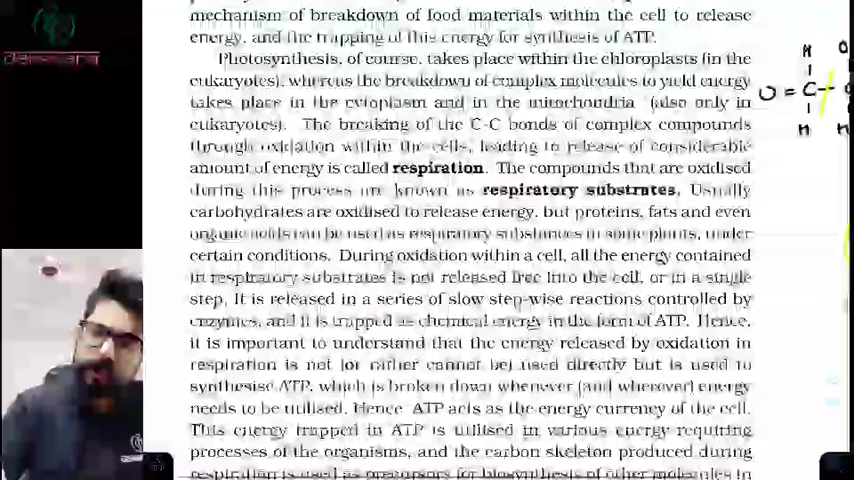 mechanism of breakdown of food materials within the cell to release
energy, and the trapping of this energy for synthesis of ATP.
Photosynthesis, of course, takes place within the chloroplasts (in the
eukaryotes), whereas the breakdown of complex molecules to yield energy
takes place in the cytoplasm and in the mitochondria (also only in
eukaryotes). The breaking of the C-C bonds of complex compounds
through oxidation within the cells, leading to release of considerable
amount of energy is called respiration. The compounds that are oxidised
during this process are known as respiratory substrates. Usually
carbohydrates are oxidised to release energy, but proteins, fats and even
organic acids can be used as respiratory substances in some plants, under
certain conditions. During oxidation within a cell, all the energy contained
in respiratory substrates is not released free into the cell, or in a single
step. It is released in a series of slow step-wise reactions controlled by
enzymes, and it is trapped as chemical energy in the form of ATP. Hence,
it is important to understand that the energy released by oxidation in
respiration is not (or rather cannot be) used directly but is used to
synthesise ATP, which is broken down whenever (and wherever) energy
needs to be utilised. Hence ATP acts as the energy currency of the cell.
This energy trapped in ATP is utilised in various energy requiring
processes of the organisms, and the carbon skeleton produced during
respiration is used as precursors for biosynthesis of other molecules in
H
O = C -
H H